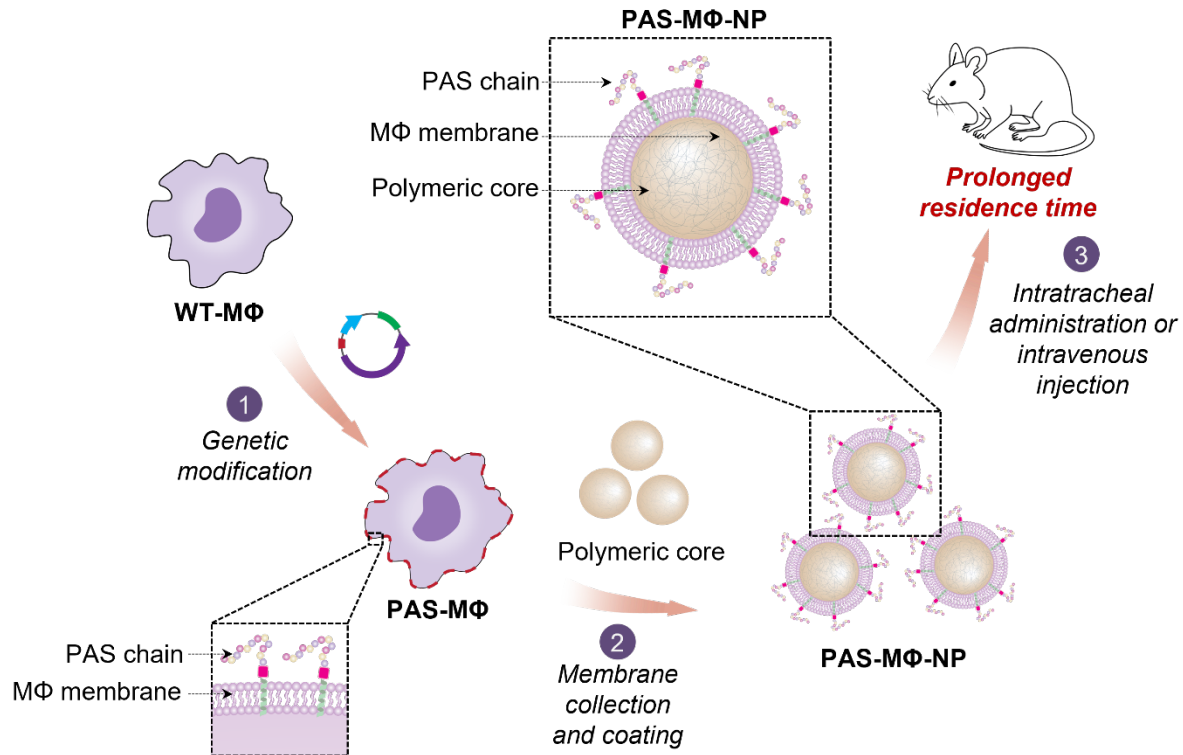 PAS-MΦ-NP
PAS chain
MΦ membrane
Polymeric core
WT-MΦ
1
Genetic
modification
PAS-MΦ
PAS chain
MΦ membrane
Polymeric core
2
Membrane
collection
and coating
PAS-MΦ-NP
Prolonged
residence time
3
Intratracheal
administration or
intravenous
injection